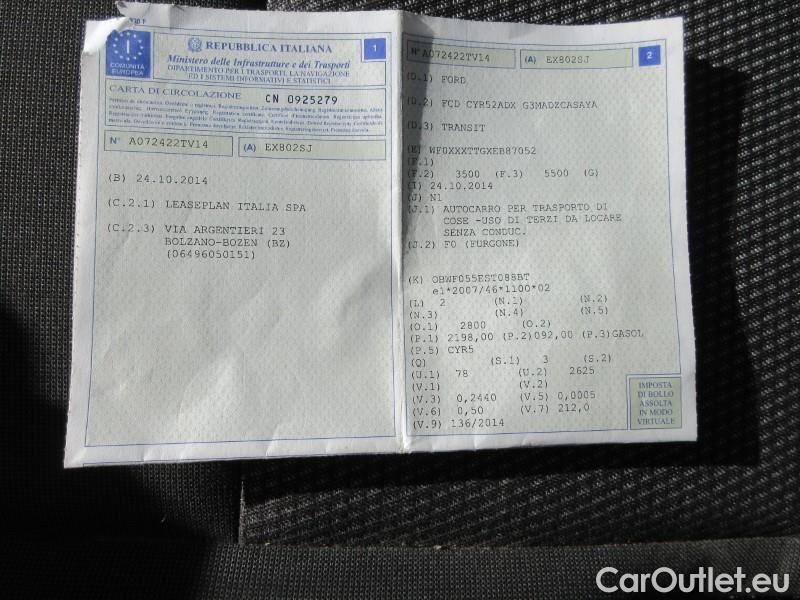 REPUBBLICA ITALIANA
1
I
COMUNITÀ
EUROPEA
Ministero delle Infrastrutture e dei Trasporti
DIPARTIMENTO PER I TRASPORTI, LA NAVIGAZIONE
ED I SISTEMI INFORMATIVI E STATISTICI
CARTA DI CIRCOLAZIONE
CN 0925279
N° A072422TV14 (A) EX802SJ
(B) 24.10.2014
(C.2.1) LEASEPLAN ITALIA SPA
(C.2.3) VIA ARGENTIERI 23
BOLZANO-BOZEN (BZ)
(06496050151)
N° A072422TV14 (A) EX802SJ
2
(D.1) FORD
(D.2) FCD CYR52ADX G3MADZCASAYA
(D.3) TRANSIT
(E) WF0XXXTTGXEB87052
(F.1)
(F.2) 3500 (F.3) 5500 (G)
(I) 24.10.2014
(J) N1
(J.1) AUTOCARRO PER TRASPORTO DI
COSE -USO DI TERZI DA LOCARE
SENZA CONDUC.
(J.2) F0 (FURGONE)
(K) OBWF055EST088BT
e1*2007/46*1100*02
(L) 2 (N.1) (N.2)
(N.3) (N.4) (N.5)
(O.1) 2800 (O.2)
(P.1) 2198,00 (P.2)092,00 (P.3)GASOL
(P.5) CYR5
(Q) (S.1) 3 (S.2)
(U.1) 78 (U.2) 2625
(V.1) (V.2)
(V.3) 0,2440 (V.5) 0,0005
(V.6) 0,50 (V.7) 212,0
(V.9) 136/2014
IMPOSTA
DI BOLLO
ASSOLTA
IN MODO
VIRTUALE
CarOutlet.eu